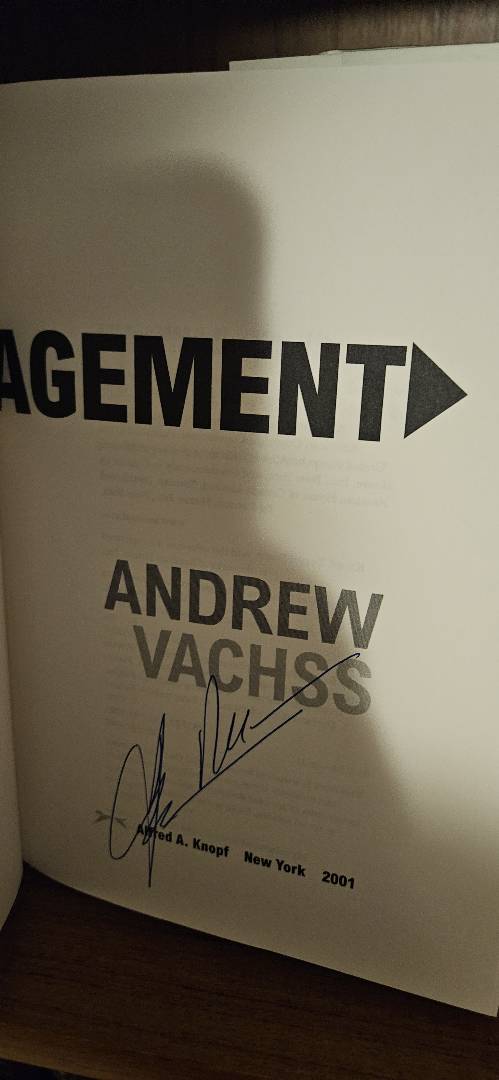 AGEMENT
ANDREW
VACHSS
Alfred A. Knopf New York 2001